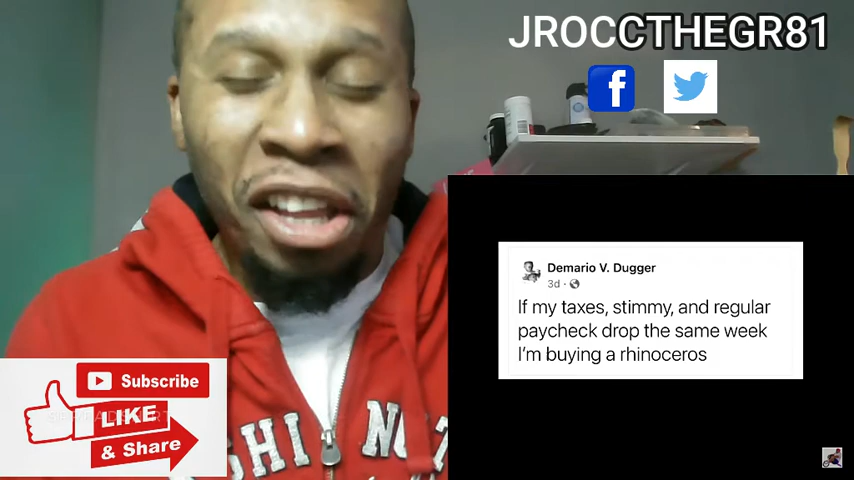 JROCCTHEGR81
f
Demario V. Dugger
3d ·
If my taxes, stimmy, and regular
paycheck drop the same week
I'm buying a rhinoceros
Subscribe
LIKE
& Share